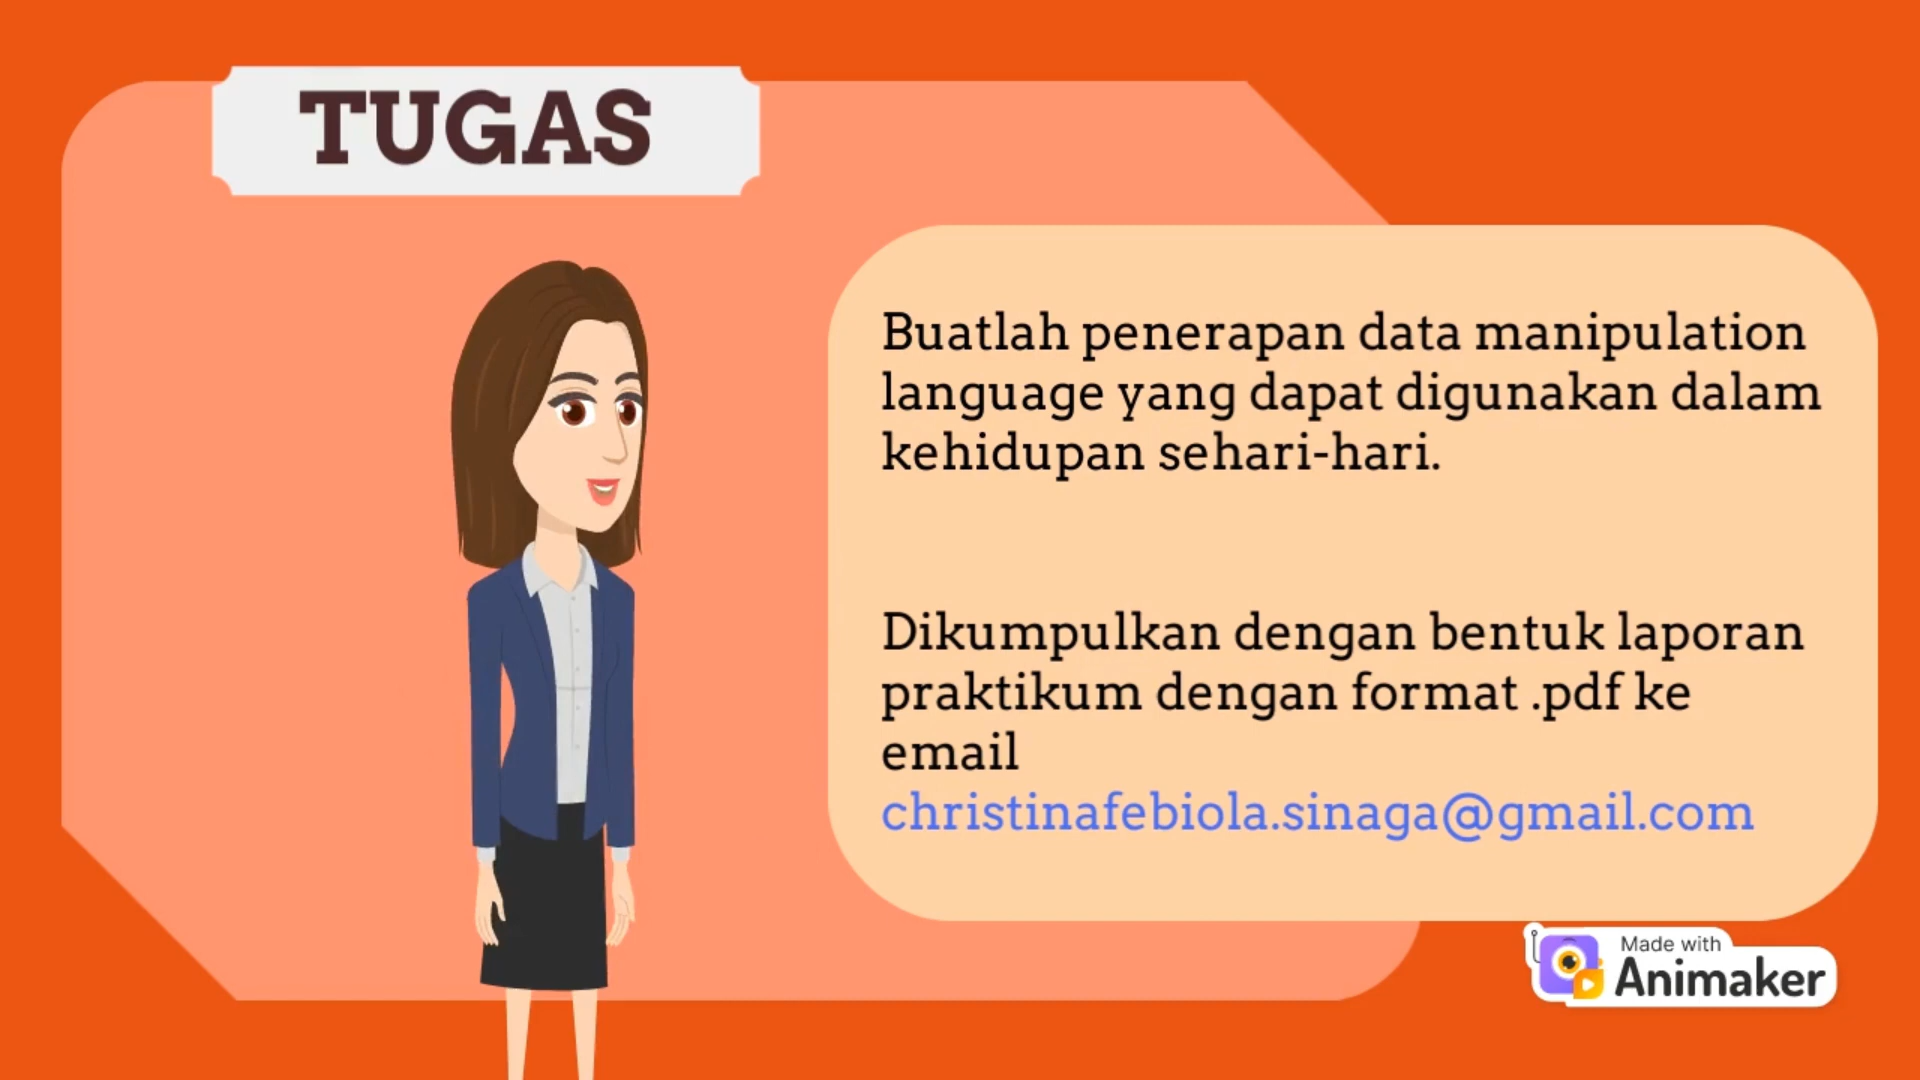 TUGAS
Buatlah penerapan data manipulation
language yang dapat digunakan dalam
kehidupan sehari-hari.
Dikumpulkan dengan bentuk laporan
praktikum dengan format .pdf ke
email
christinafebiola.sinaga@gmail.com
Made with
Animaker